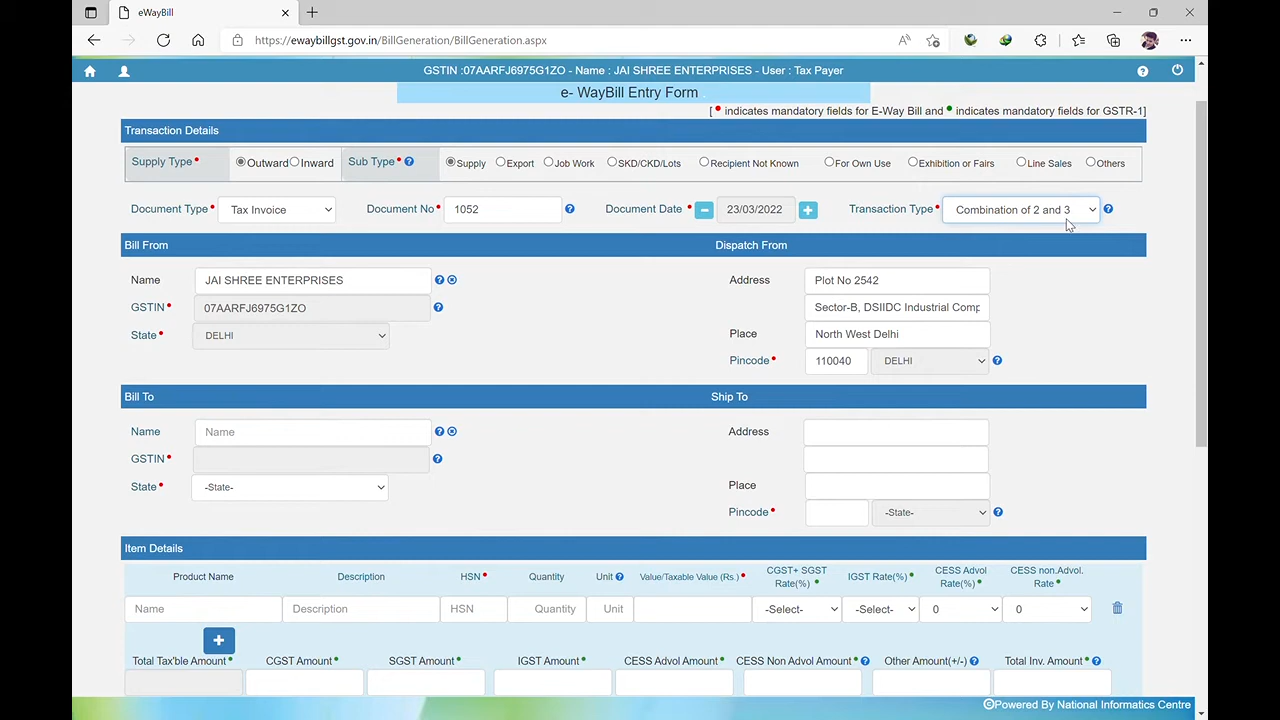 eWayBill
https://ewaybillgst.gov.in/BillGeneration/BillGeneration.aspx
GSTIN :07AARFJ6975G1ZO - Name : JAI SHREE ENTERPRISES - User : Tax Payer
e- WayBill Entry Form
[ • indicates mandatory fields for E-Way Bill and • indicates mandatory fields for GSTR-1]
Transaction Details
Supply Type • Outward Inward Sub Type • Supply Export Job Work SKD/CKD/Lots Recipient Not Known For Own Use Exhibition or Fairs Line Sales Others
Document Type • Tax Invoice Document No • 1052 Document Date • 23/03/2022 Transaction Type • Combination of 2 and 3
Bill From Dispatch From
Name JAI SHREE ENTERPRISES Address Plot No 2542
GSTIN • 07AARFJ6975G1ZO Sector-B, DSIIDC Industrial Comp
State • DELHI Place North West Delhi
Pincode • 110040 DELHI
Bill To Ship To
Name Name Address
GSTIN •
State • -State- Place
Pincode • -State-
Item Details
Product Name Description HSN • Quantity Unit Value/Taxable Value (Rs.) • CGST+ SGST Rate(%) • IGST Rate(%) • CESS Advol Rate(%) • CESS non.Advol. Rate •
Name Description HSN Quantity Unit -Select- -Select- 0 0
Total Tax'ble Amount • CGST Amount • SGST Amount • IGST Amount • CESS Advol Amount • CESS Non Advol Amount • Other Amount(+/-) Total Inv. Amount •
©Powered By National Informatics Centre